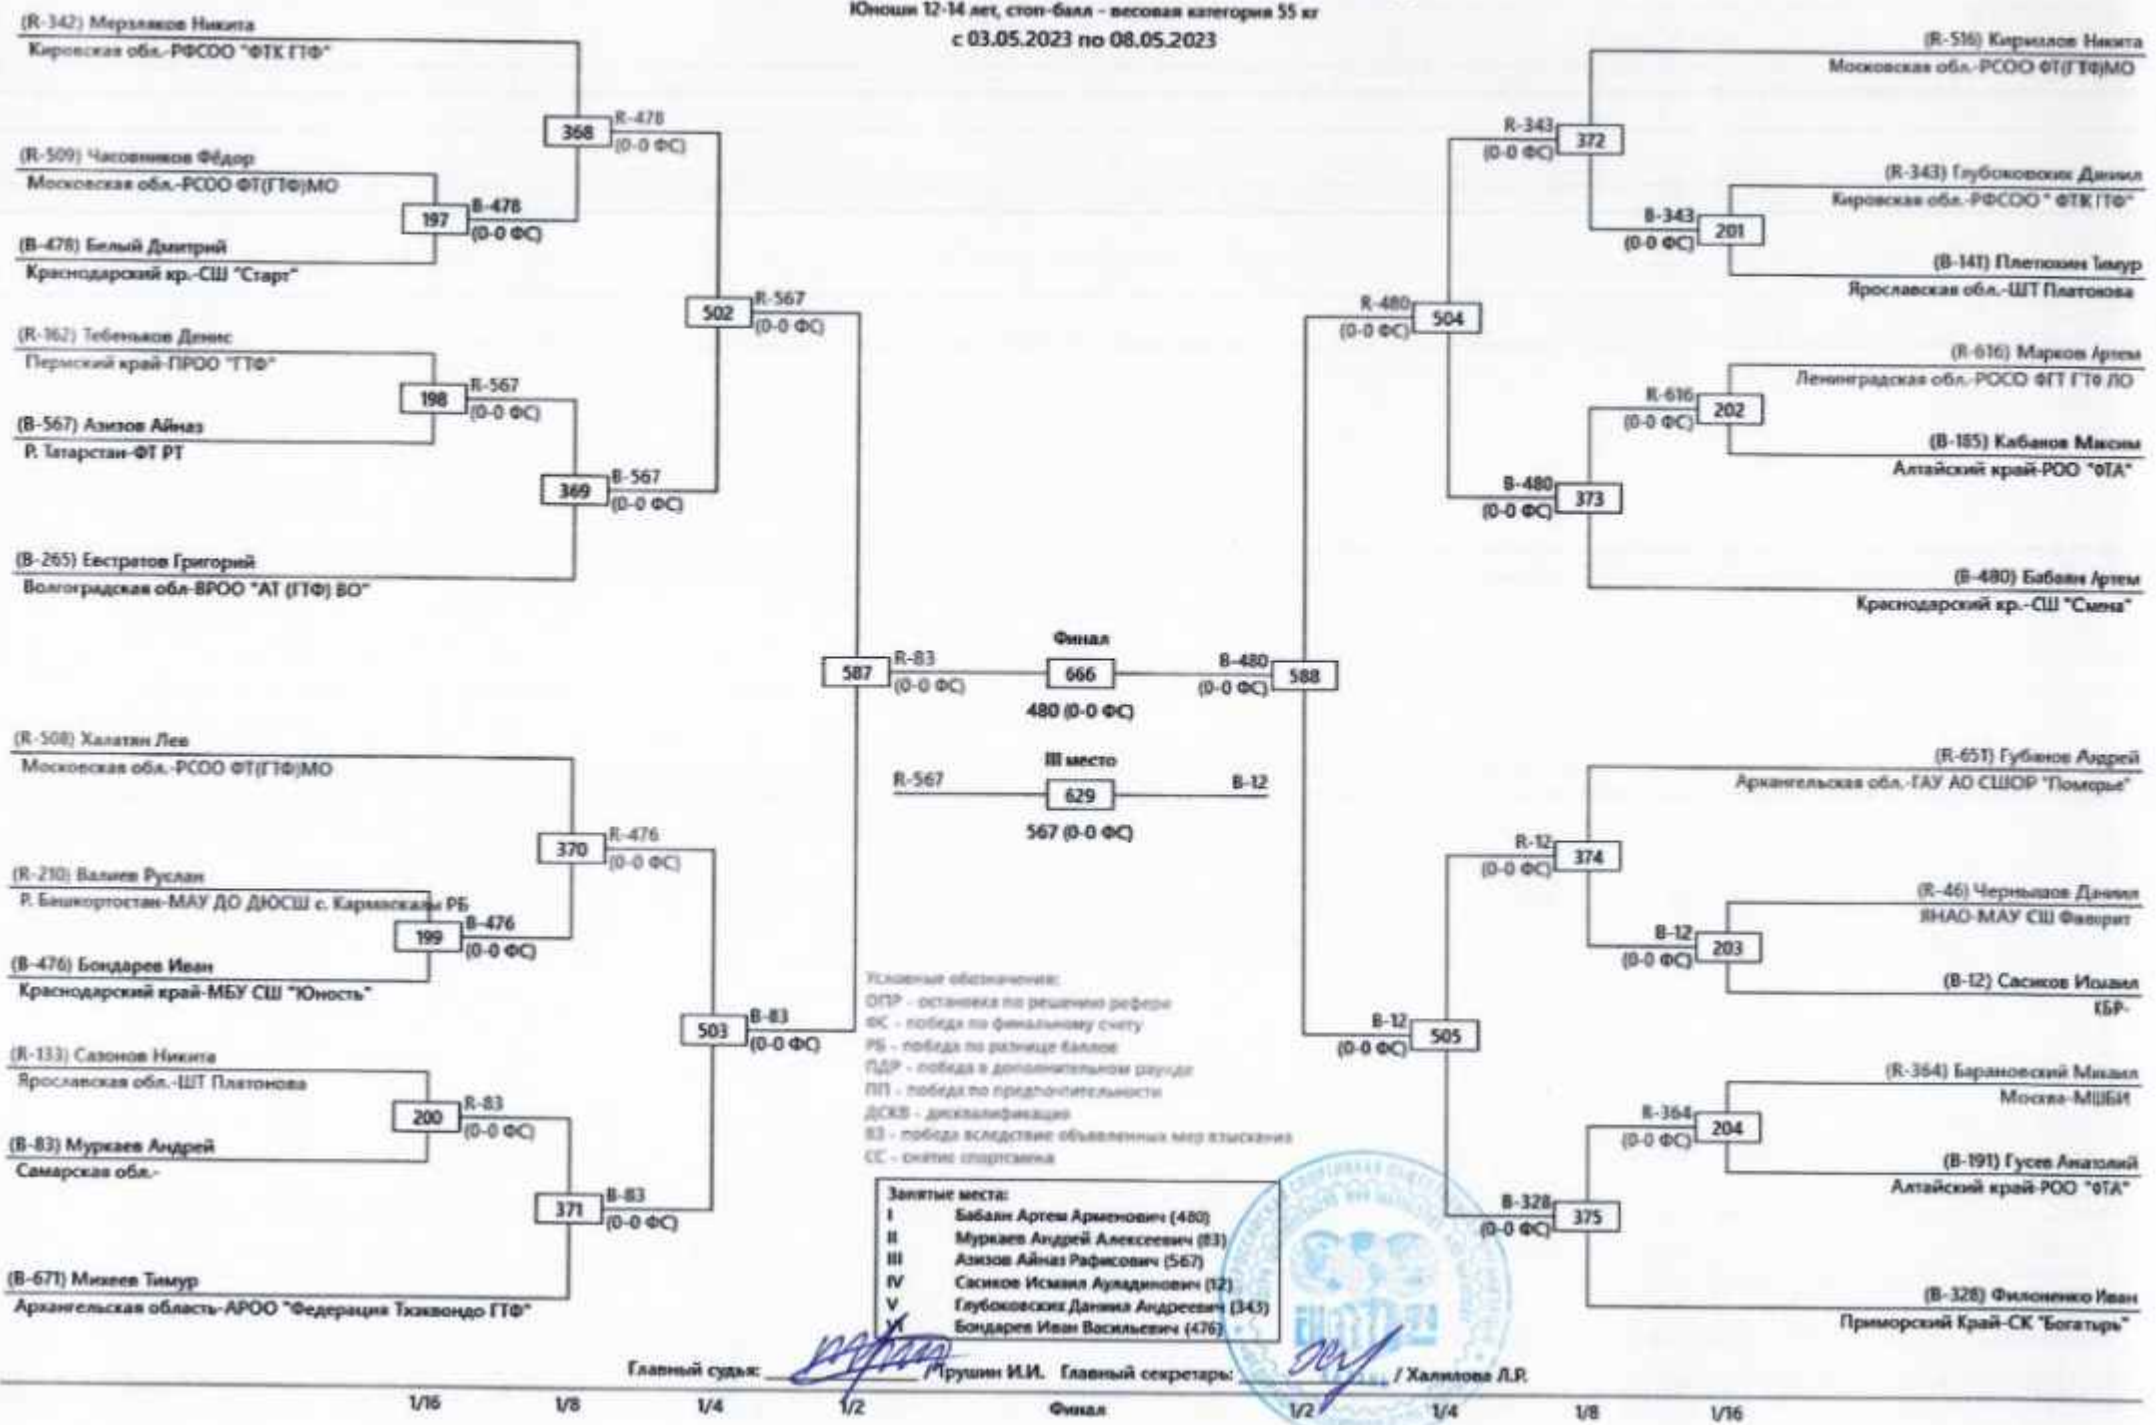 Юноши 12-14 лет, стоп-балл - весовая категория 55 кг
с 03.05.2023 по 08.05.2023
(R-342) Мерзляков Никита
Кировская обл.-РФСОО "ФТК ГТФ"
368
R-478
(0-0 ФС)
(R-509) Часовников Фёдор
Московская обл.-РСОО ФТ(ГТФ)МО
197
B-478
(0-0 ФС)
(B-478) Белый Дмитрий
Краснодарский кр.-СШ "Старт"
502
R-567
(0-0 ФС)
(R-162) Тебеньков Денис
Пермский край-ПРОО "ГТФ"
198
R-567
(0-0 ФС)
(B-567) Азизов Айназ
Р. Татарстан-ФТ РТ
369
B-567
(0-0 ФС)
(B-265) Евстратов Григорий
Волгоградская обл-ВРОО "АТ (ГТФ) ВО"
587
R-83
(0-0 ФС)
(R-508) Халатян Лев
Московская обл.-РСОО ФТ(ГТФ)МО
370
R-476
(0-0 ФС)
(R-210) Валиев Руслан
Р. Башкортостан-МАУ ДО ДЮСШ с. Кармаскалы РБ
199
B-476
(0-0 ФС)
(B-476) Бондарев Иван
Краснодарский край-МБУ СШ "Юность"
503
B-83
(0-0 ФС)
(R-133) Сазонов Никита
Ярославская обл.-ШТ Платонова
200
R-83
(0-0 ФС)
(B-83) Муркаев Андрей
Самарская обл.-
371
B-83
(0-0 ФС)
(B-671) Михеев Тимур
Архангельская область-АРОО "Федерация Тхэквондо ГТФ"
Финал
666
480 (0-0 ФС)
III место
R-567
629
B-12
567 (0-0 ФС)
(R-516) Кириллов Никита
Московская обл.-РСОО ФТ(ГТФ)МО
R-343
(0-0 ФС)
372
(R-343) Глубоковских Даниил
Кировская обл.-РФСОО " ФТК ГТФ"
B-343
(0-0 ФС)
201
(B-141) Плетюхин Тимур
Ярославская обл.-ШТ Платонова
R-480
(0-0 ФС)
504
(R-616) Марков Артем
Ленинградская обл.-РОСО ФГТ ГТФ ЛО
R-616
(0-0 ФС)
202
(B-185) Кабанов Максим
Алтайский край-РОО "ФТА"
B-480
(0-0 ФС)
373
(B-480) Бабаян Артем
Краснодарский кр.-СШ "Смена"
B-480
(0-0 ФС)
588
(R-651) Губанов Андрей
Архангельская обл.-ГАУ АО СШОР "Поморье"
R-12
(0-0 ФС)
374
(R-46) Чернышов Даниил
ЯНАО-МАУ СШ Фаворит
B-12
(0-0 ФС)
203
(B-12) Сасиков Исмаил
КБР-
B-12
(0-0 ФС)
505
(R-364) Барановский Михаил
Москва-МШБИ
R-364
(0-0 ФС)
204
(B-191) Гусев Анатолий
Алтайский край-РОО "ФТА"
B-328
(0-0 ФС)
375
(B-328) Филоненко Иван
Приморский Край-СК "Богатырь"
Условные обозначения:
ОПР - остановка по решению рефери
ФС - победа по финальному счету
РБ - победа по разнице баллов
ПДР - победа в дополнительном раунде
ПП - победа по предпочтительности
ДСКВ - дисквалификация
ВЗ - победа вследствие объявленных мер взыскания
СС - снятие спортсмена
Занятые места:
I Бабаян Артем Арменович (480)
II Муркаев Андрей Алексеевич (83)
III Азизов Айназ Рафисович (567)
IV Сасиков Исмаил Ауладинович (12)
V Глубоковских Даниил Андреевич (343)
VI Бондарев Иван Васильевич (476)
Главный судья: / Трушин И.И. Главный секретарь: / Халилова Л.Р.
1/16 1/8 1/4 1/2 Финал 1/2 1/4 1/8 1/16